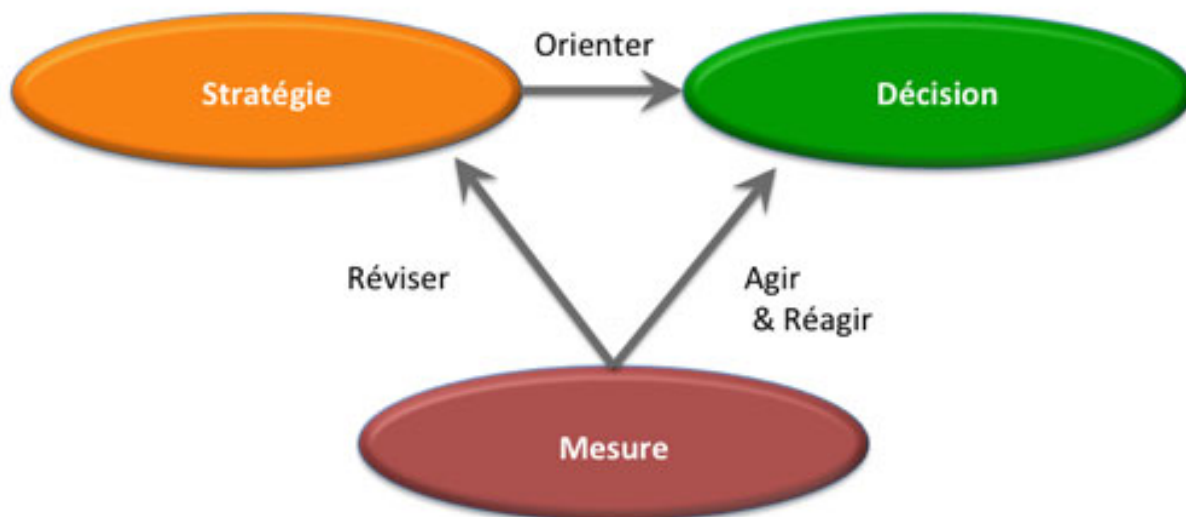 Orienter
Stratégie
Décision
Réviser
Agir
& Réagir
Mesure